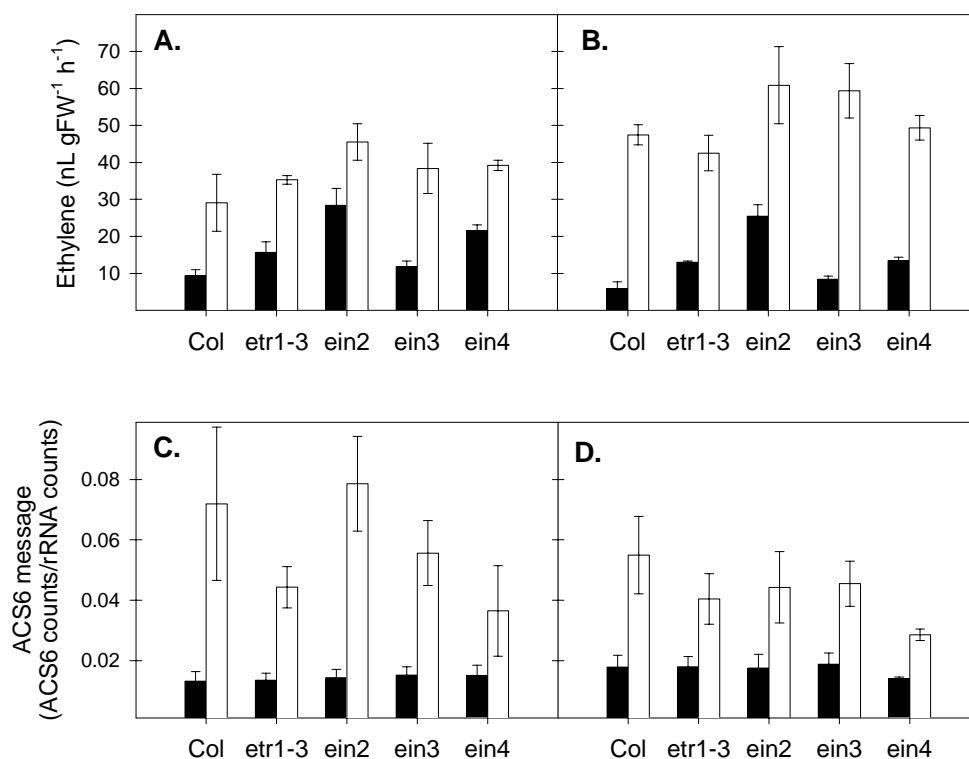 A.
B.
Ethylene (nL gFW⁻¹ h⁻¹)
70
60
50
40
30
20
10
Col etr1-3 ein2 ein3 ein4
Col etr1-3 ein2 ein3 ein4
C.
D.
ACS6 message
(ACS6 counts/rRNA counts)
0.08
0.06
0.04
0.02
Col etr1-3 ein2 ein3 ein4
Col etr1-3 ein2 ein3 ein4